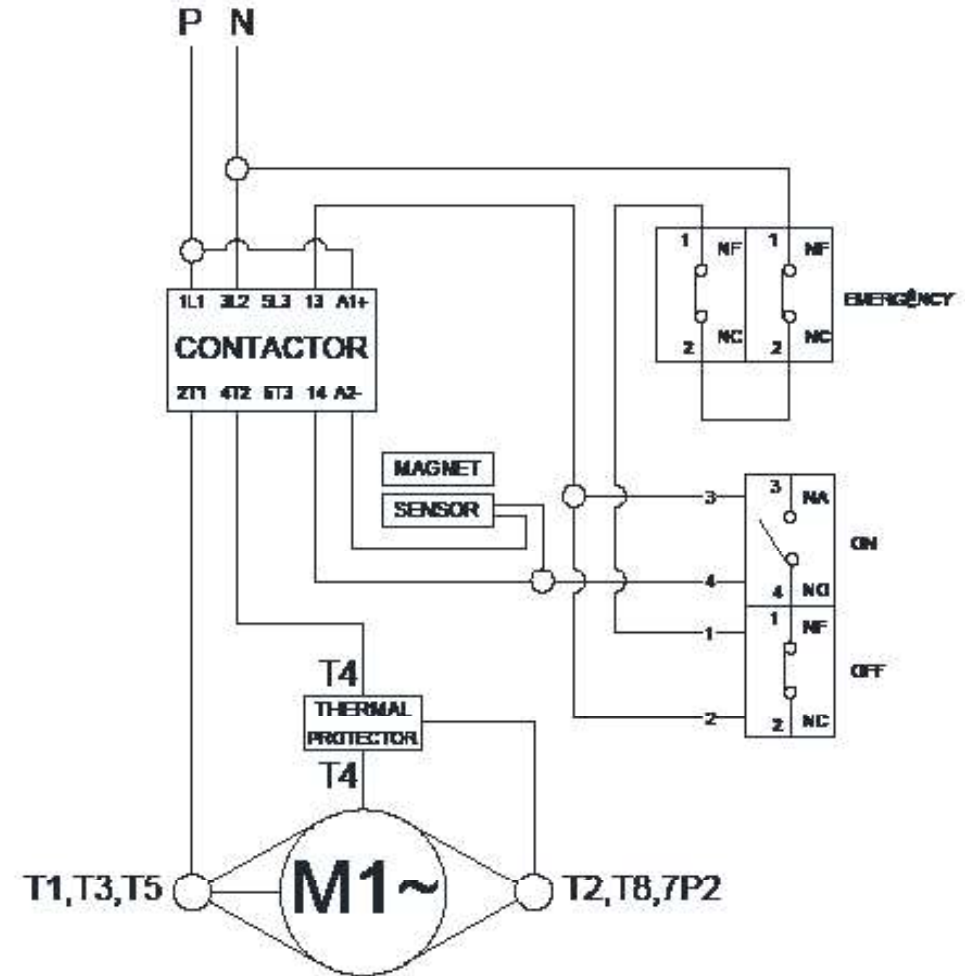 P N
1 NF 1 NF
EMERGÊNCY
2 NC 2 NC
1L1 3L2 5L3 13 A1+
CONTACTOR
2T1 4T2 6T3 14 A2-
MAGNET
SENSOR
3 3 NA
ON
4 4 NO
1 1 NF
OFF
2 2 NC
T4
THERMAL
PROTECTOR
T4
T1,T3,T5 M1~ T2,T8,7P2